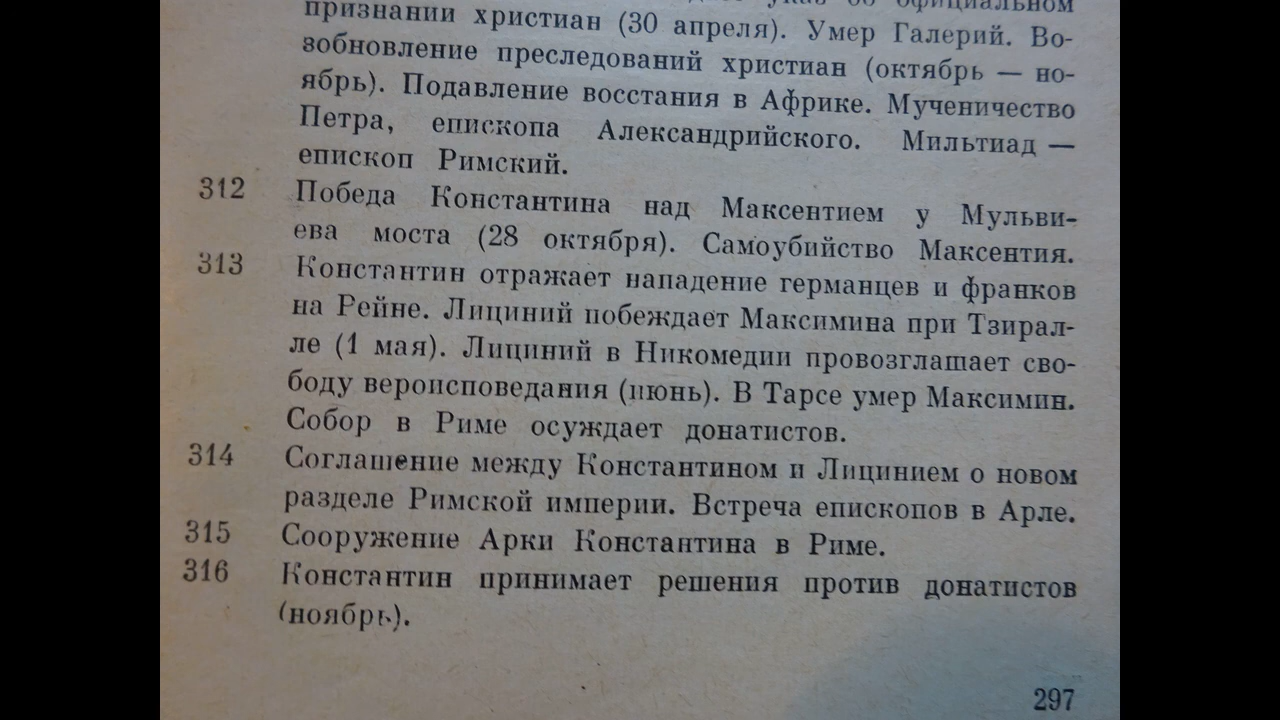 указ об официальном
признании христиан (30 апреля). Умер Галерий. Во-
зобновление преследований христиан (октябрь — но-
ябрь). Подавление восстания в Африке. Мученичество
Петра, епископа Александрийского. Мильтиад —
епископ Римский.
312 Победа Константина над Максентием у Мульви-
ева моста (28 октября). Самоубийство Максентия.
313 Константин отражает нападение германцев и франков
на Рейне. Лициний побеждает Максимина при Тзирал-
ле (1 мая). Лициний в Никомедии провозглашает сво-
боду вероисповедания (июнь). В Тарсе умер Максимин.
Собор в Риме осуждает донатистов.
314 Соглашение между Константином и Лицинием о новом
разделе Римской империи. Встреча епископов в Арле.
315 Сооружение Арки Константина в Риме.
316 Константин принимает решения против донатистов
(ноябрь).
297